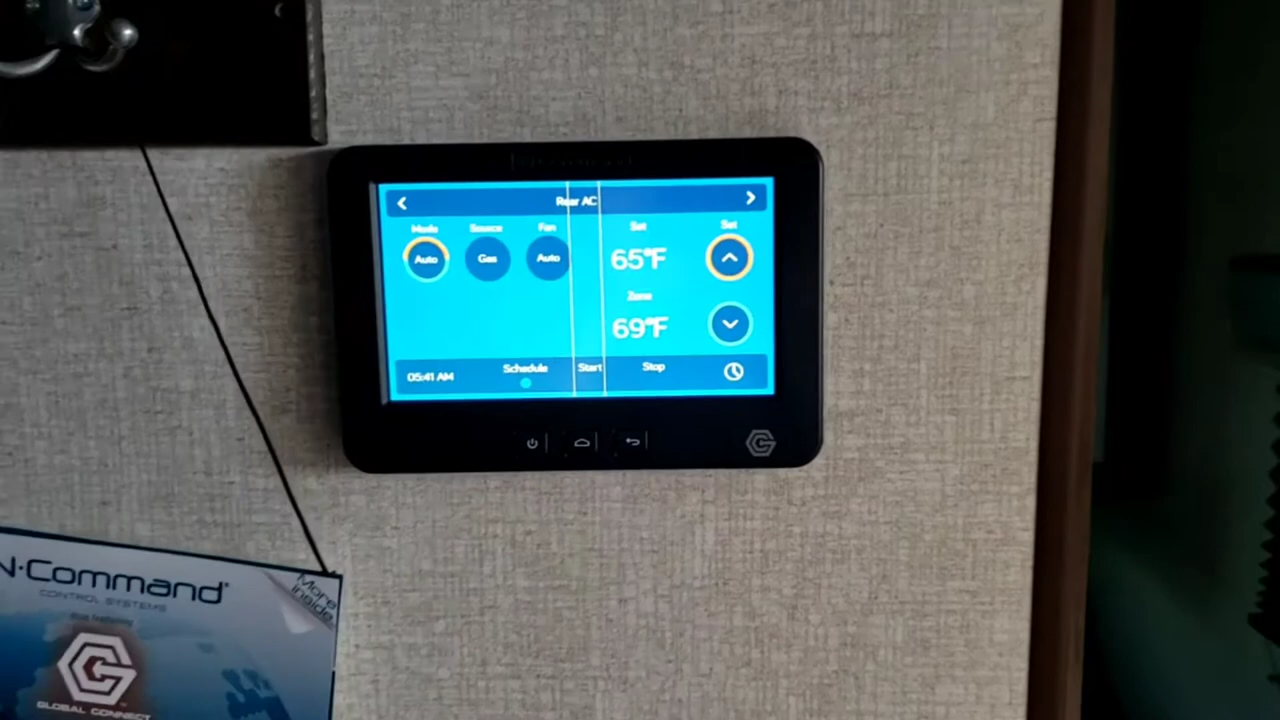 Rear AC
Mode Source Fan Set Set
Auto Gas Auto 65°F
Zone
69°F
05:41 AM Schedule Start Stop
N·Command®
CONTROL SYSTEMS
More
Inside
GLOBAL CONNECT